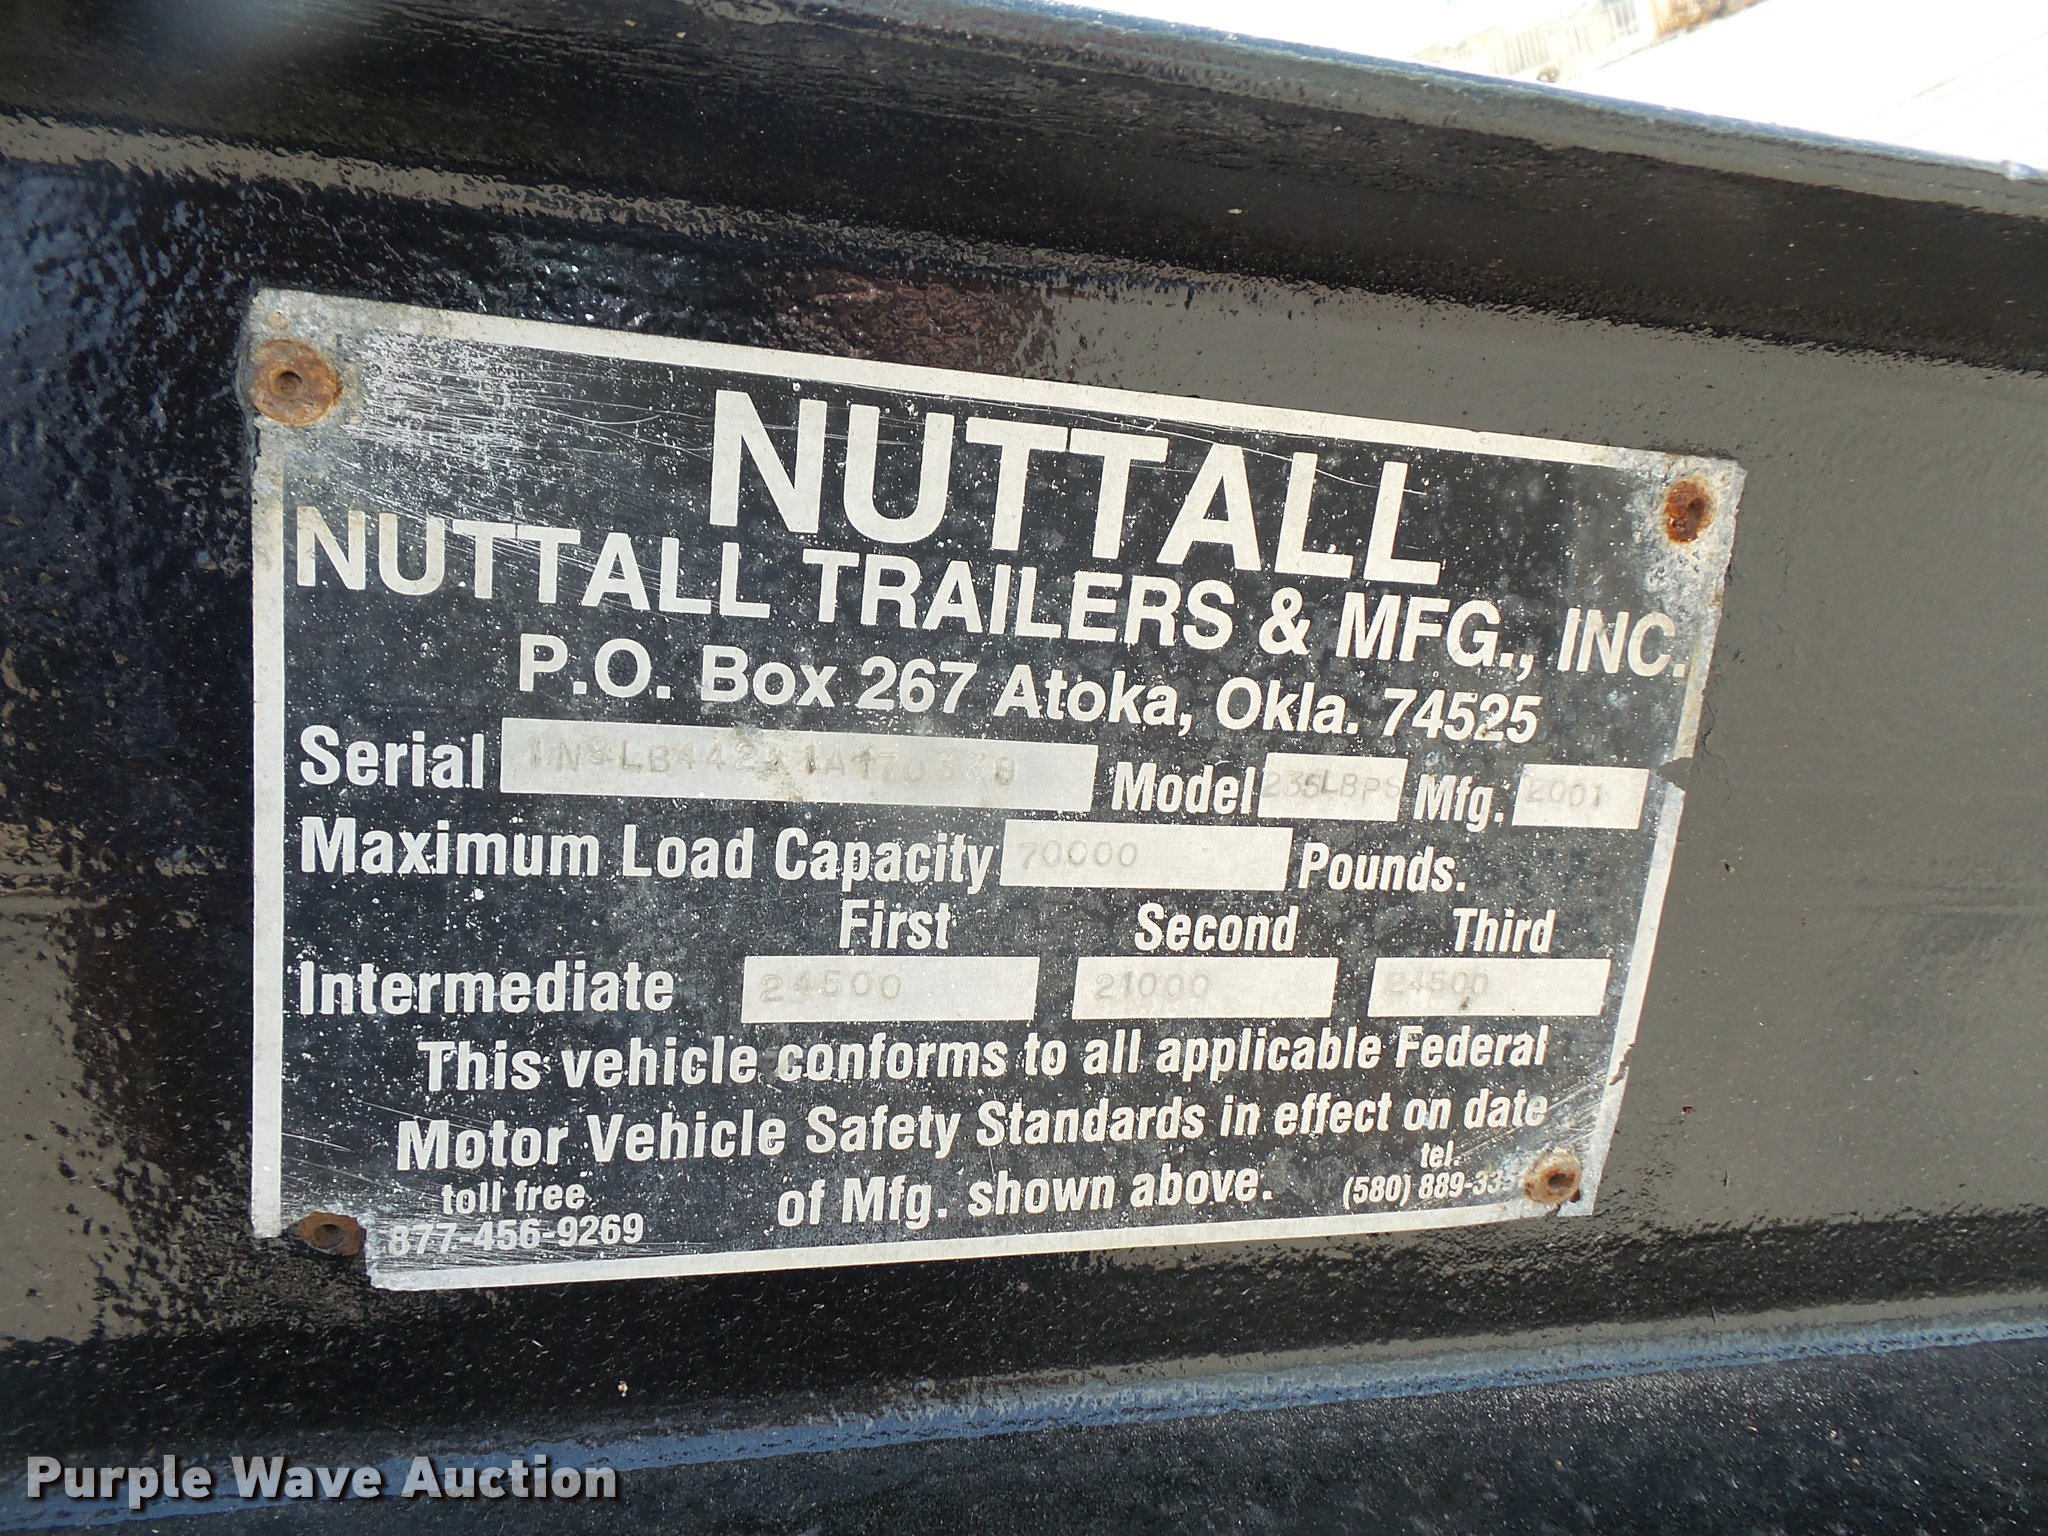 NUTTALL
NUTTALL TRAILERS & MFG., INC.
P.O. Box 267 Atoka, Okla. 74525
Serial Model 235LBPS Mfg. 2001
Maximum Load Capacity 70000 Pounds.
First Second Third
Intermediate 24500 21000 24500
This vehicle conforms to all applicable Federal
Motor Vehicle Safety Standards in effect on date
of Mfg. shown above.
toll free
877-456-9269
tel.
(580)
Purple Wave Auction